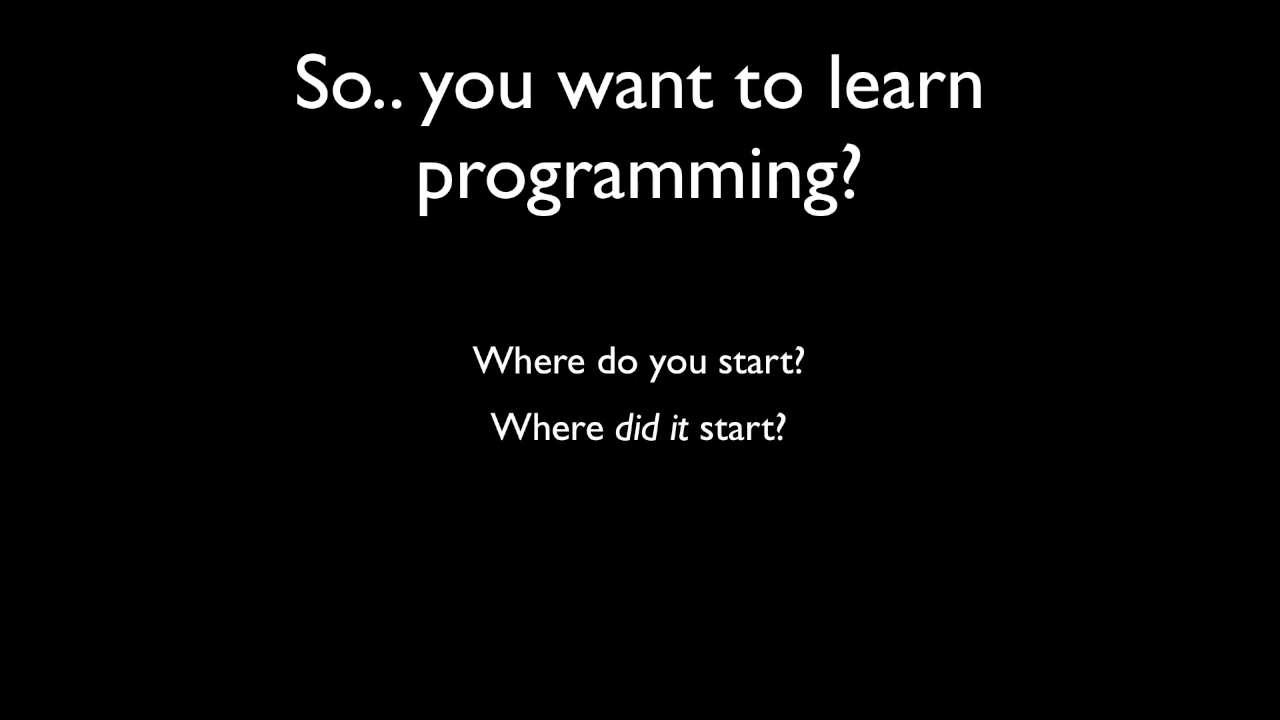 So.. you want to learn
programming?
Where do you start?
Where did it start?